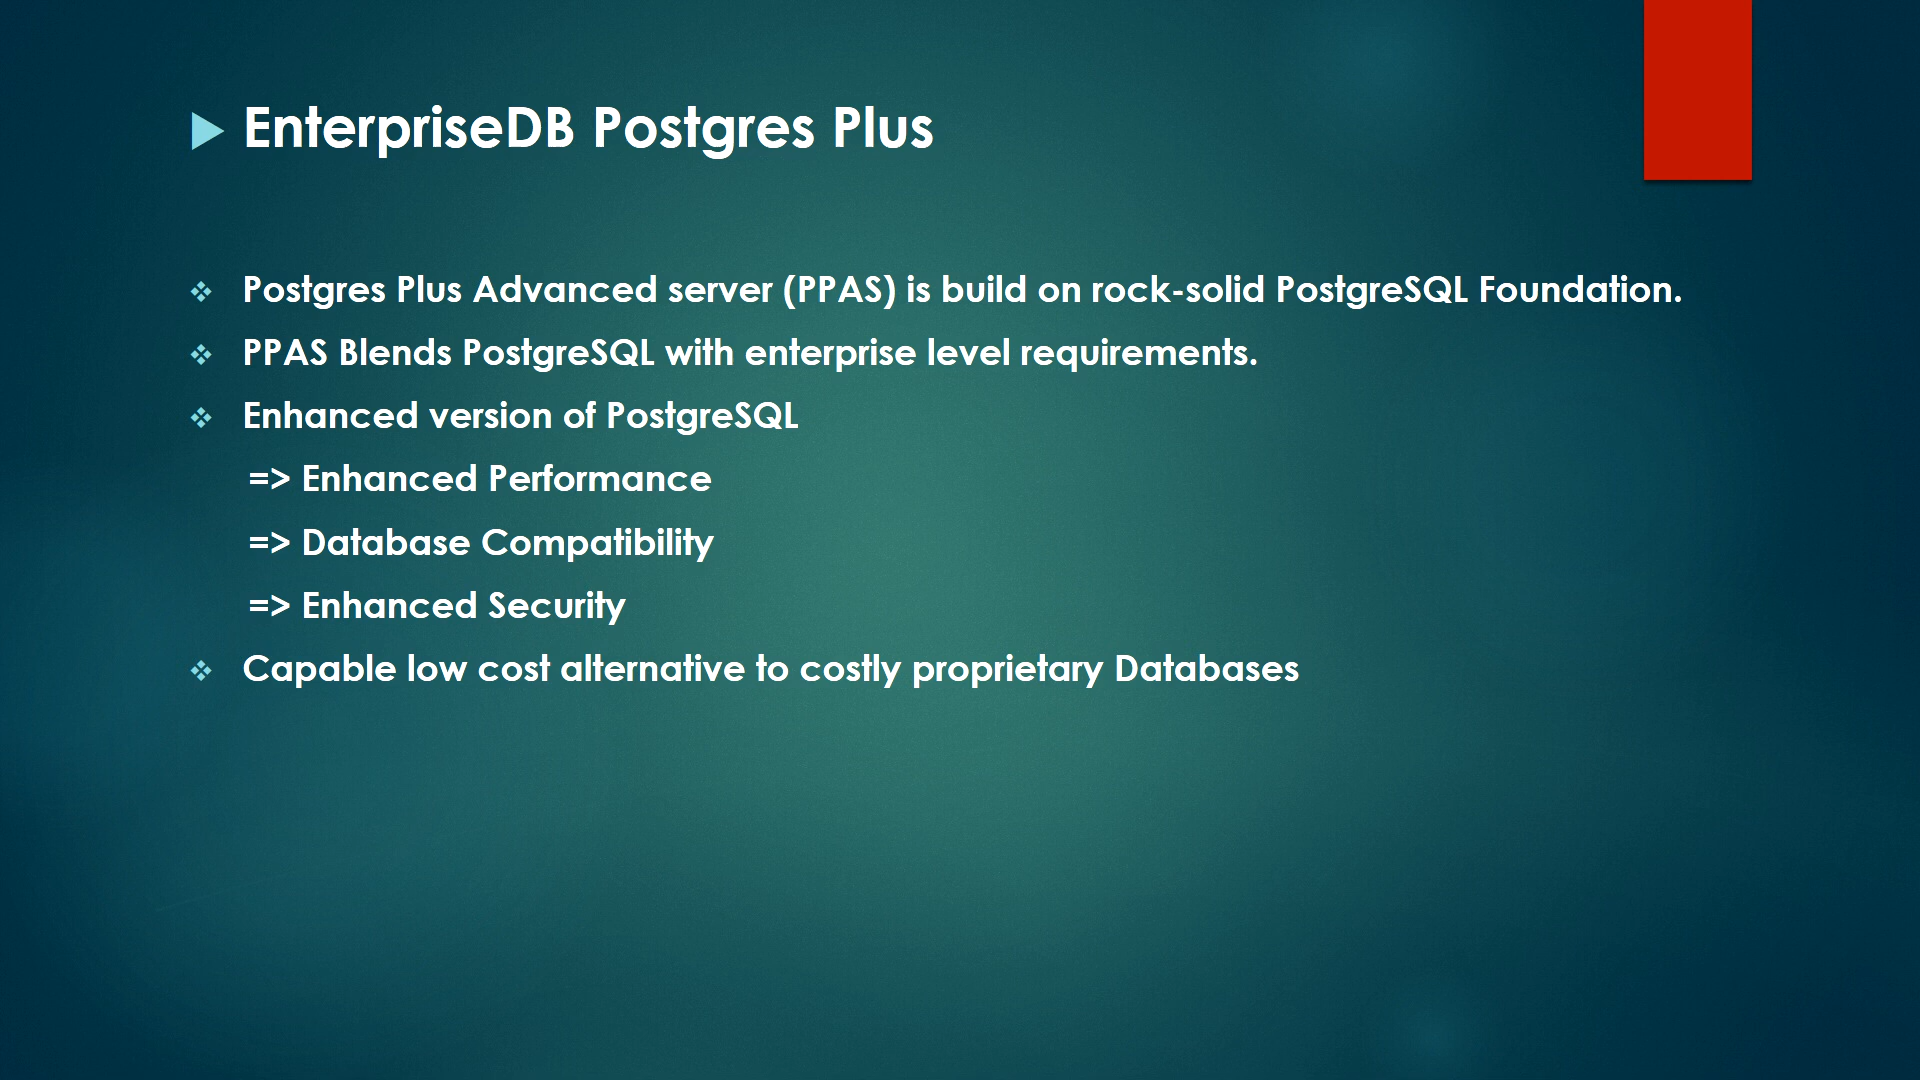 EnterpriseDB Postgres Plus
Postgres Plus Advanced server (PPAS) is build on rock-solid PostgreSQL Foundation.
PPAS Blends PostgreSQL with enterprise level requirements.
Enhanced version of PostgreSQL
=> Enhanced Performance
=> Database Compatibility
=> Enhanced Security
Capable low cost alternative to costly proprietary Databases